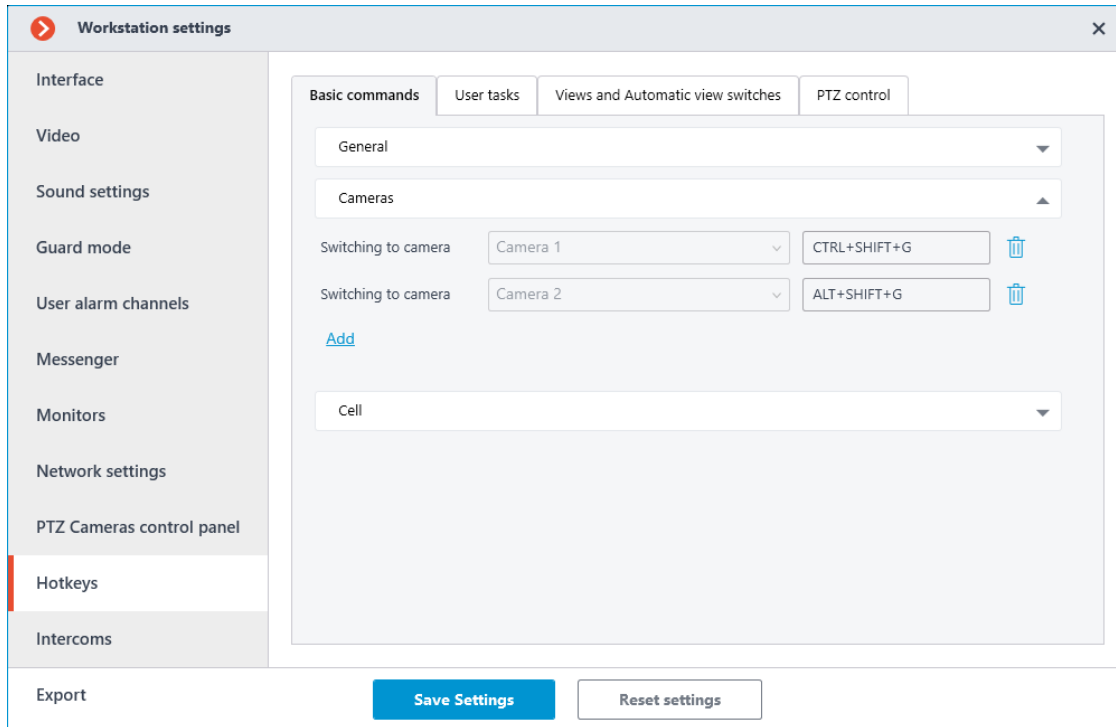 Workstation settings
Interface
Video
Sound settings
Guard mode
User alarm channels
Messenger
Monitors
Network settings
PTZ Cameras control panel
Hotkeys
Intercoms
Export
Basic commands
User tasks
Views and Automatic view switches
PTZ control
General
Cameras
Switching to camera Camera 1 CTRL+SHIFT+G
Switching to camera Camera 2 ALT+SHIFT+G
Add
Cell
Save Settings
Reset settings